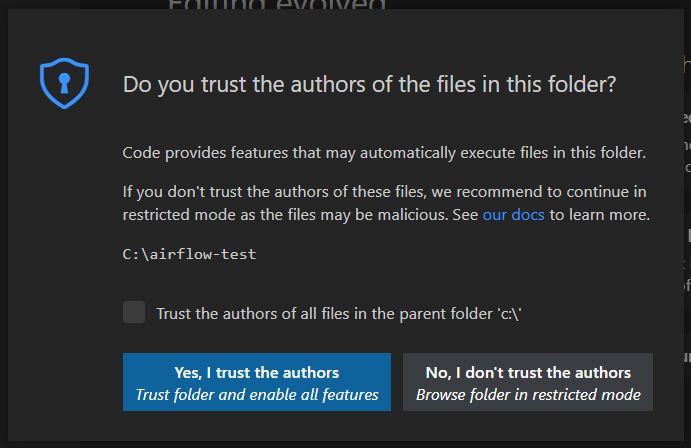 Editing evolved
Do you trust the authors of the files in this folder?
Code provides features that may automatically execute files in this folder.
If you don't trust the authors of these files, we recommend to continue in
restricted mode as the files may be malicious. See our docs to learn more.
C:\airflow-test
Trust the authors of all files in the parent folder 'c:\'
Yes, I trust the authors
Trust folder and enable all features
No, I don't trust the authors
Browse folder in restricted mode